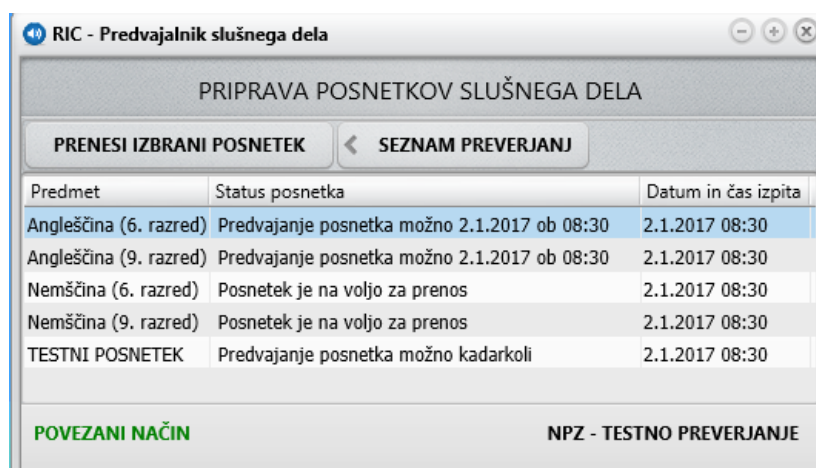 RIC - Predvajalnik slušnega dela
PRIPRAVA POSNETKOV SLUŠNEGA DELA
PRENESI IZBRANI POSNETEK SEZNAM PREVERJANJ
Predmet Status posnetka Datum in čas izpita
Angleščina (6. razred) Predvajanje posnetka možno 2.1.2017 ob 08:30 2.1.2017 08:30
Angleščina (9. razred) Predvajanje posnetka možno 2.1.2017 ob 08:30 2.1.2017 08:30
Nemščina (6. razred) Posnetek je na voljo za prenos 2.1.2017 08:30
Nemščina (9. razred) Posnetek je na voljo za prenos 2.1.2017 08:30
TESTNI POSNETEK Predvajanje posnetka možno kadarkoli 2.1.2017 08:30
POVEZANI NAČIN NPZ - TESTNO PREVERJANJE